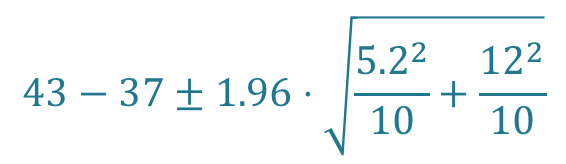 43 − 37 ± 1.96 · √(5.2²/10 + 12²/10)